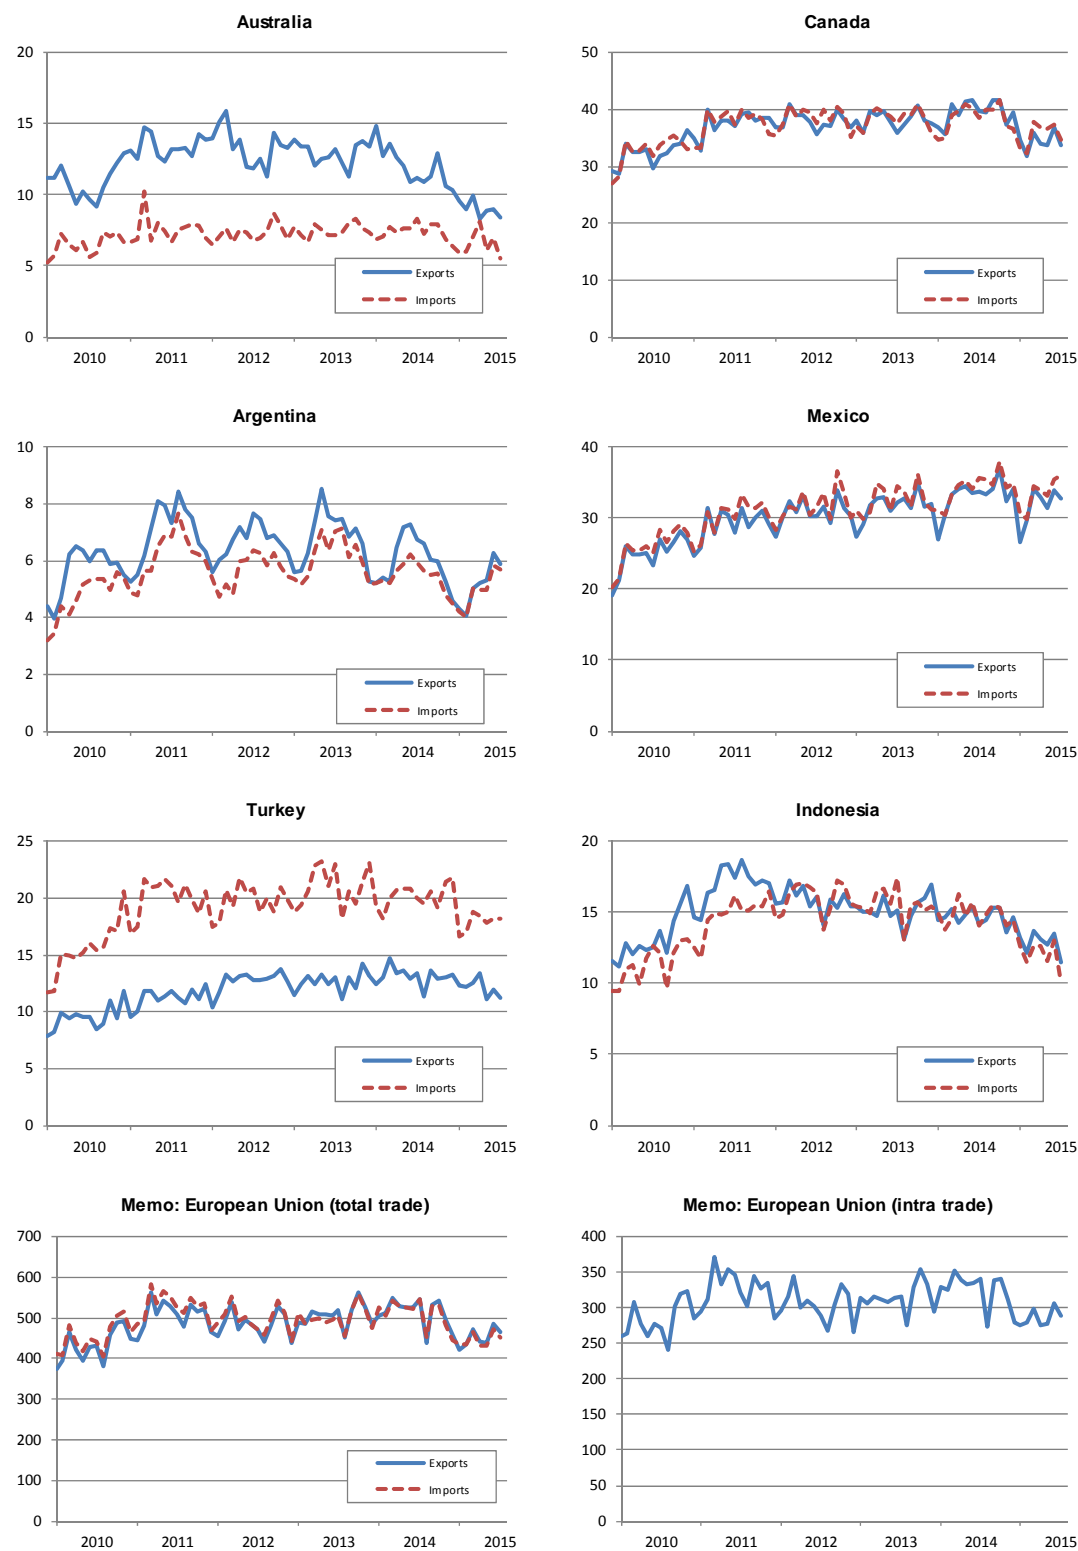 Australia
20
15
10
5
0
Exports
Imports
2010 2011 2012 2013 2014 2015
Canada
50
40
30
20
10
0
Exports
Imports
2010 2011 2012 2013 2014 2015
Argentina
10
8
6
4
2
0
Exports
Imports
2010 2011 2012 2013 2014 2015
Mexico
40
30
20
10
0
Exports
Imports
2010 2011 2012 2013 2014 2015
Turkey
25
20
15
10
5
0
Exports
Imports
2010 2011 2012 2013 2014 2015
Indonesia
20
15
10
5
0
Exports
Imports
2010 2011 2012 2013 2014 2015
Memo: European Union (total trade)
700
600
500
400
300
200
100
0
Exports
Imports
2010 2011 2012 2013 2014 2015
Memo: European Union (intra trade)
400
350
300
250
200
150
100
50
0
2010 2011 2012 2013 2014 2015